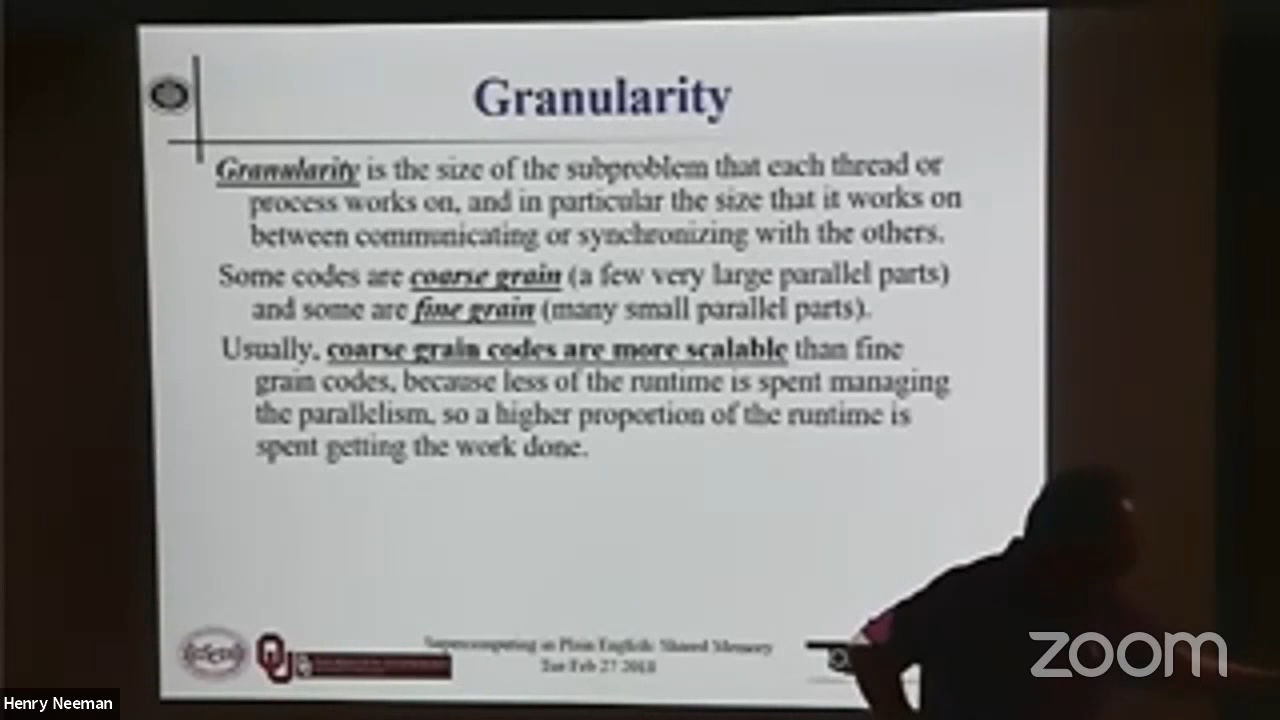 Granularity
Granularity is the size of the subproblem that each thread or
process works on, and in particular the size that it works on
between communicating or synchronizing with the others.
Some codes are coarse grain (a few very large parallel parts)
and some are fine grain (many small parallel parts).
Usually, coarse grain codes are more scalable than fine
grain codes, because less of the runtime is spent managing
the parallelism, so a higher proportion of the runtime is
spent getting the work done.
Supercomputing in Plain English: Shared Memory
Tue Feb 27 2018
zoom
Henry Neeman